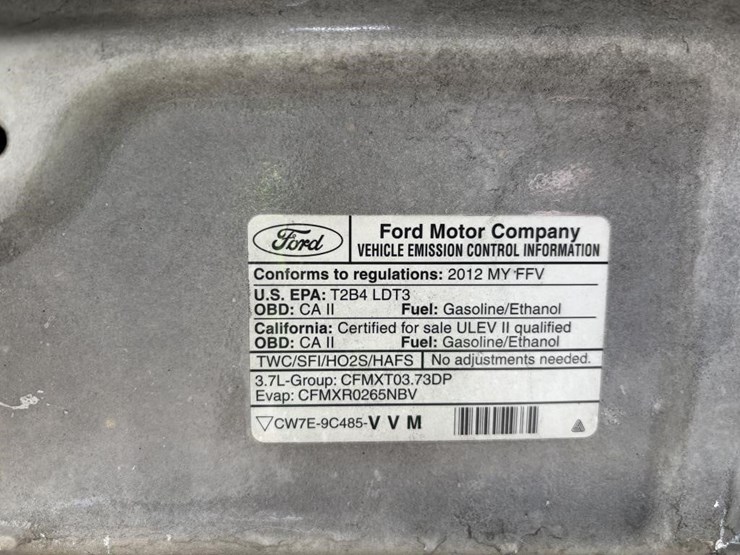 Ford
Ford Motor Company
VEHICLE EMISSION CONTROL INFORMATION
Conforms to regulations: 2012 MY FFV
U.S. EPA: T2B4 LDT3
OBD: CA II Fuel: Gasoline/Ethanol
California: Certified for sale ULEV II qualified
OBD: CA II Fuel: Gasoline/Ethanol
TWC/SFI/HO2S/HAFS No adjustments needed.
3.7L-Group: CFMXT03.73DP
Evap: CFMXR0265NBV
CW7E-9C485-V V M